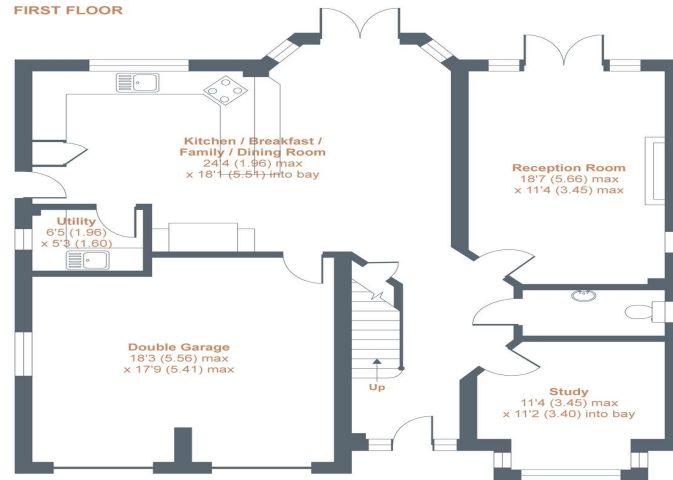 FIRST FLOOR
Kitchen / Breakfast /
Family / Dining Room
24'4 (1.96) max
x 18'1 (5.51) into bay
Reception Room
18'7 (5.66) max
x 11'4 (3.45) max
Utility
6'5 (1.96)
x 5'3 (1.60)
Double Garage
18'3 (5.56) max
x 17'9 (5.41) max
Up
Study
11'4 (3.45) max
x 11'2 (3.40) into bay